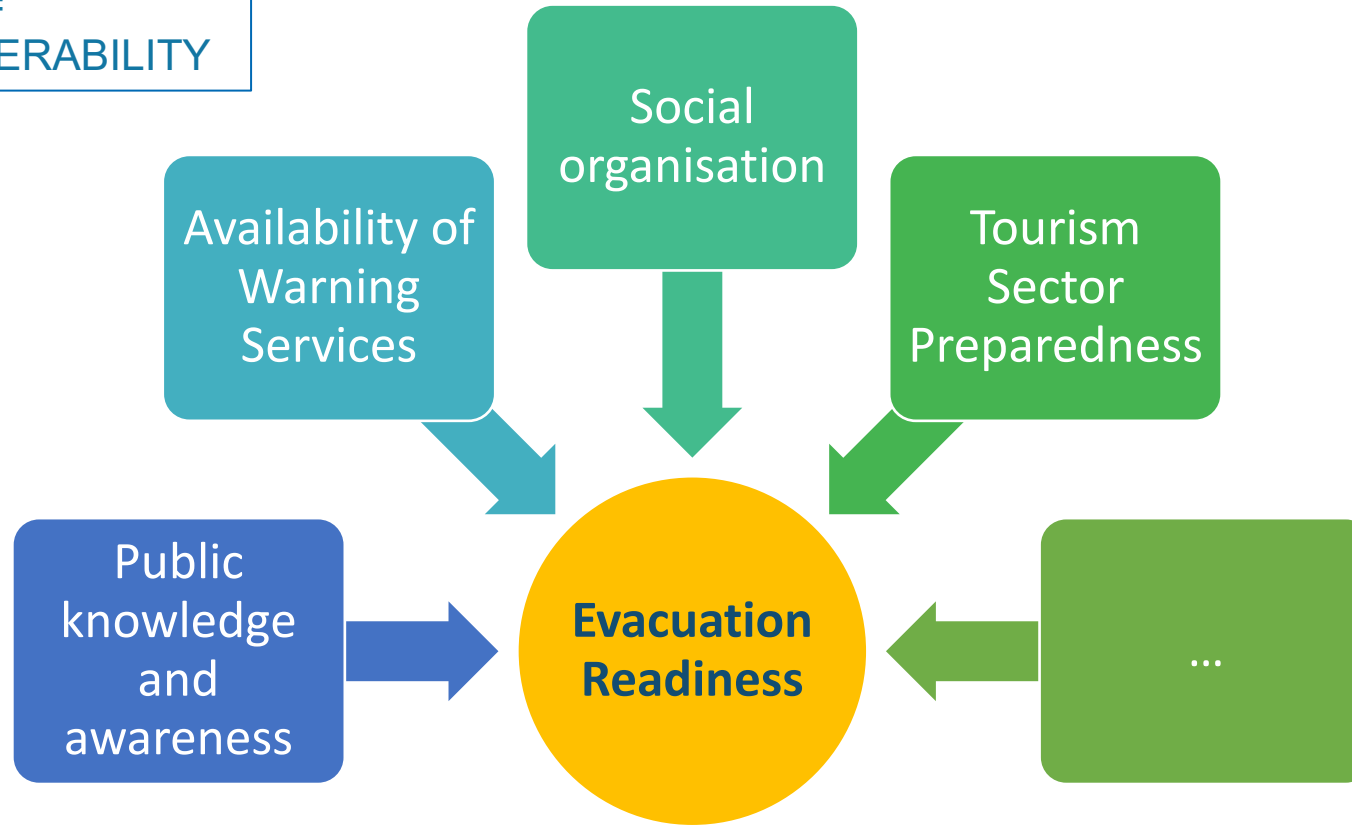 ERABILITY
Social
organisation
Availability of
Warning
Services
Tourism
Sector
Preparedness
Public
knowledge
and
awareness
Evacuation
Readiness
...